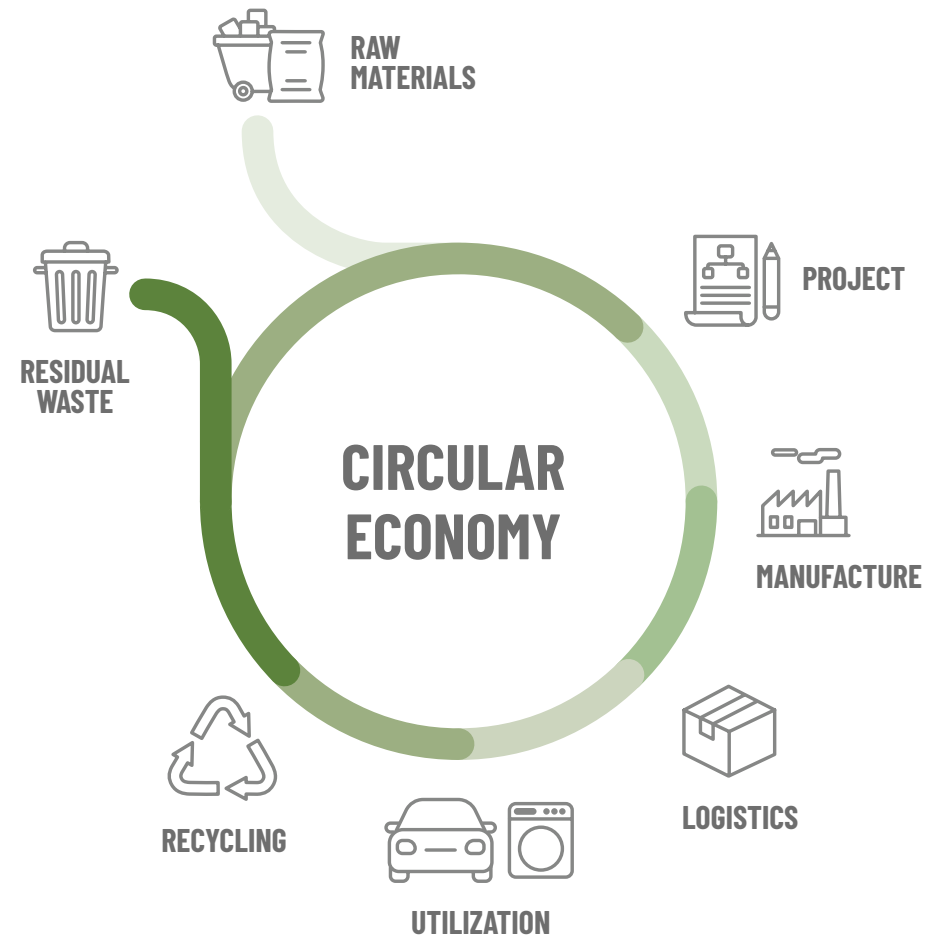 RAW
MATERIALS
PROJECT
RESIDUAL
WASTE
CIRCULAR
ECONOMY
MANUFACTURE
LOGISTICS
RECYCLING
UTILIZATION